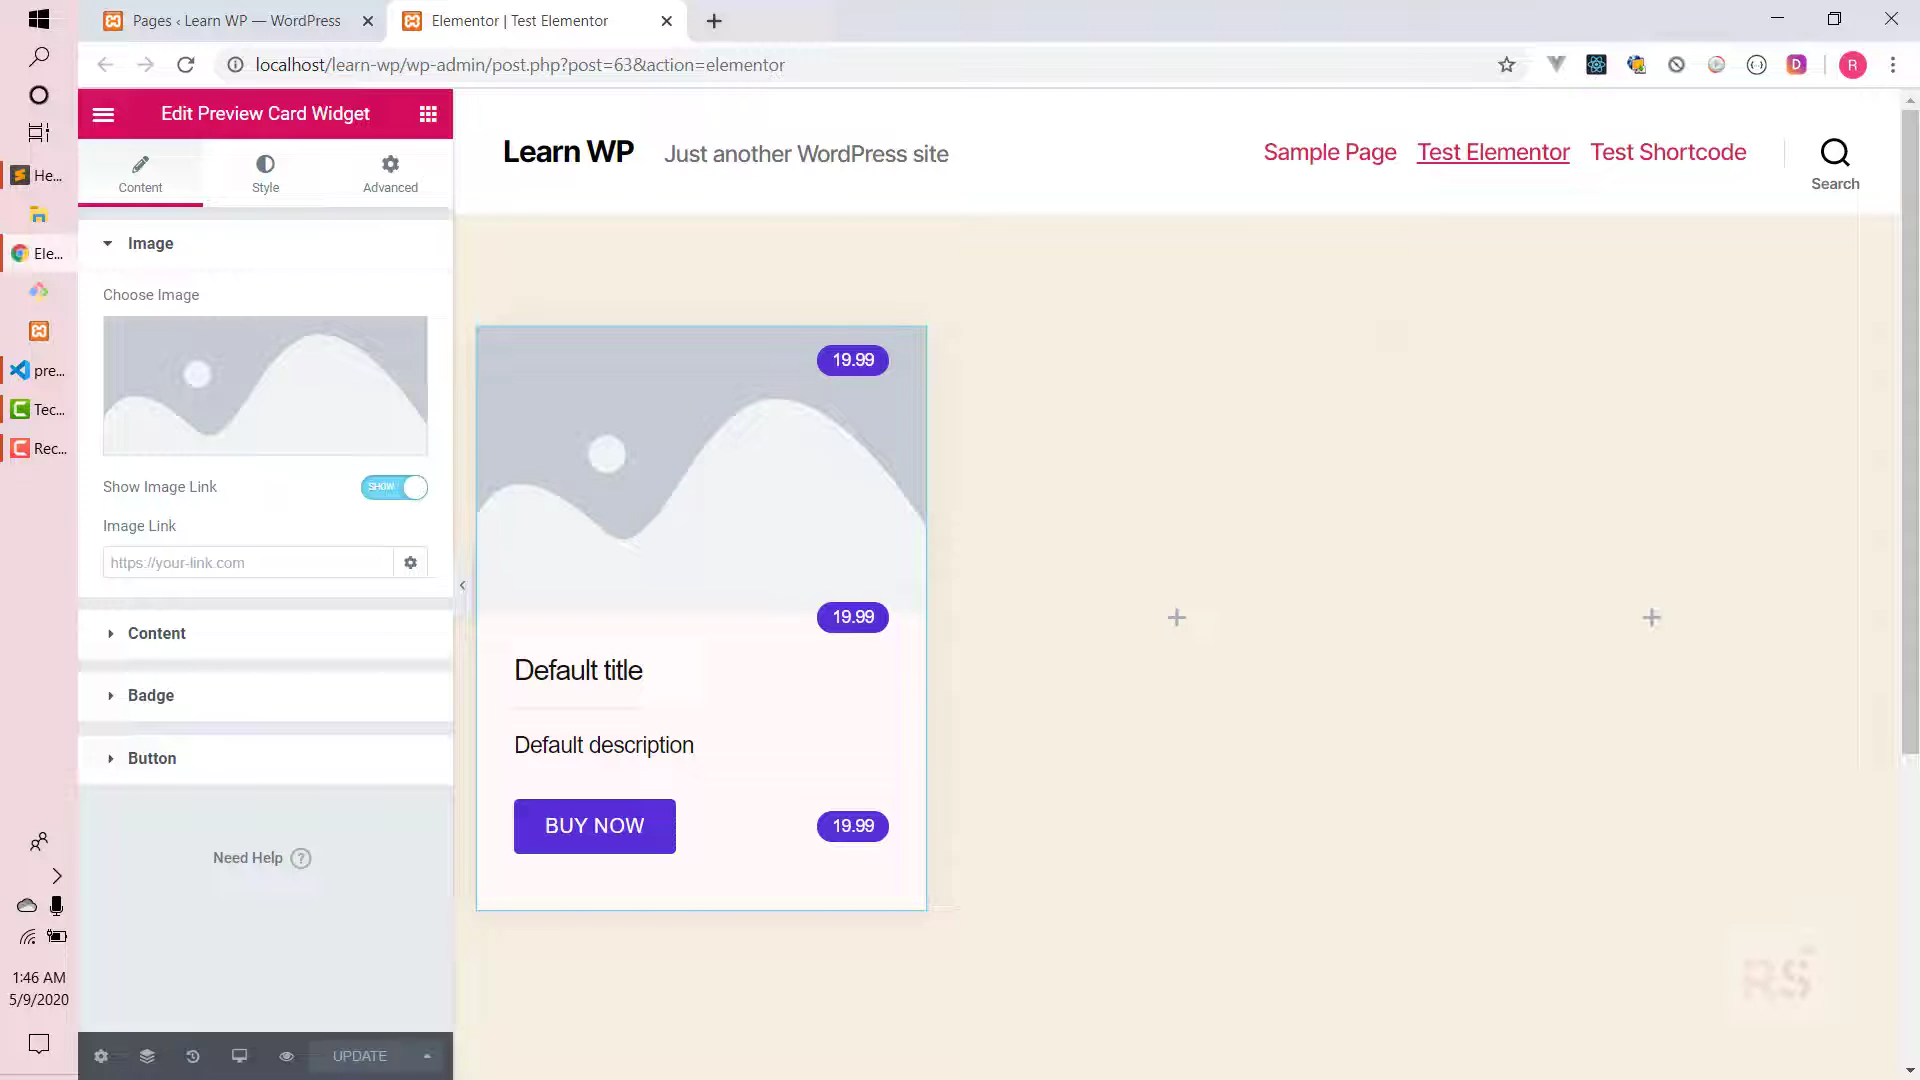 Pages ‹ Learn WP — WordPress
Elementor | Test Elementor
localhost/learn-wp/wp-admin/post.php?post=63&action=elementor
D
R
He...
Ele...
pre...
Tec...
Rec...
1:46 AM
5/9/2020
Edit Preview Card Widget
Content
Style
Advanced
Image
Choose Image
Show Image Link
SHOW
Image Link
https://your-link.com
Content
Badge
Button
Need Help ?
UPDATE
Learn WP
Just another WordPress site
Sample Page
Test Elementor
Test Shortcode
Search
19.99
19.99
Default title
Default description
BUY NOW
19.99
RS